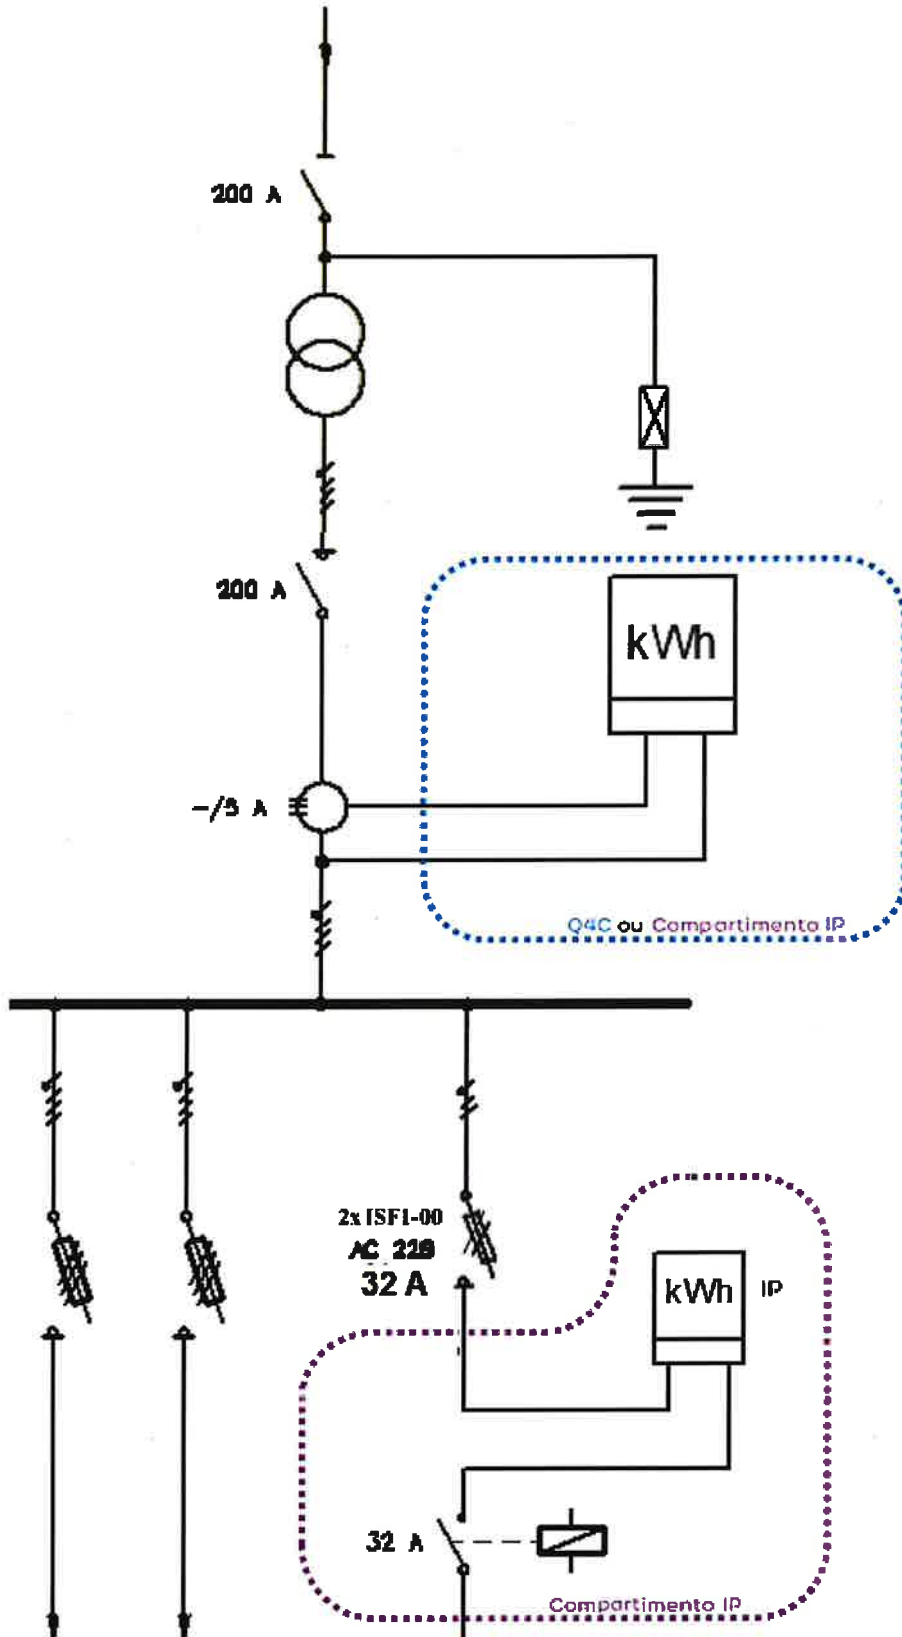 200 A
200 A
kWh
-/5 A
Q4C ou Compartimento IP
2x ISF1-00
AC 22B
32 A
kWh IP
32 A
Compartimento IP